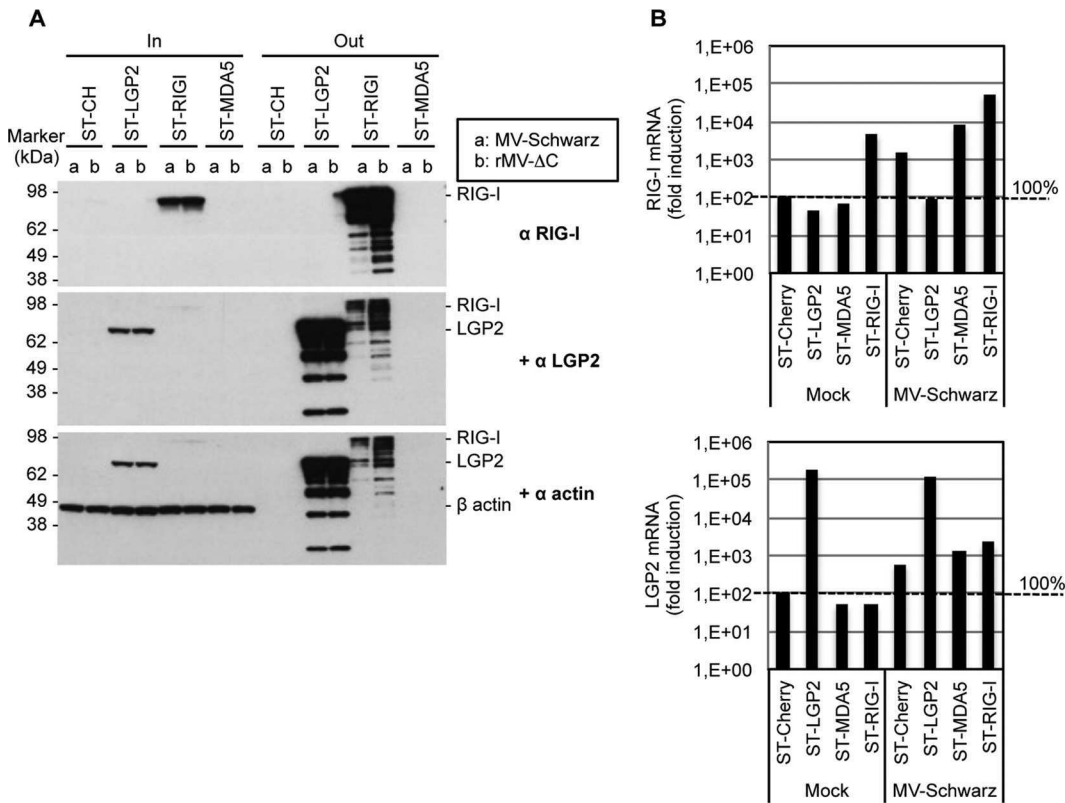 A
In
Out
ST-CH
ST-LGP2
ST-RIGI
ST-MDA5
ST-CH
ST-LGP2
ST-RIGI
ST-MDA5
Marker
(kDa)
a b a b a b a b a b a b a b a b
a: MV-Schwarz
b: rMV-ΔC
98
62
49
38
RIG-I
α RIG-I
98
62
49
38
RIG-I
LGP2
+ α LGP2
98
62
49
38
RIG-I
LGP2
β actin
+ α actin
B
RIG-I mRNA
(fold induction)
1,E+06
1,E+05
1,E+04
1,E+03
1,E+02
1,E+01
1,E+00
100%
ST-Cherry
ST-LGP2
ST-MDA5
ST-RIG-I
ST-Cherry
ST-LGP2
ST-MDA5
ST-RIG-I
Mock
MV-Schwarz
LGP2 mRNA
(fold induction)
1,E+06
1,E+05
1,E+04
1,E+03
1,E+02
1,E+01
1,E+00
100%
ST-Cherry
ST-LGP2
ST-MDA5
ST-RIG-I
ST-Cherry
ST-LGP2
ST-MDA5
ST-RIG-I
Mock
MV-Schwarz